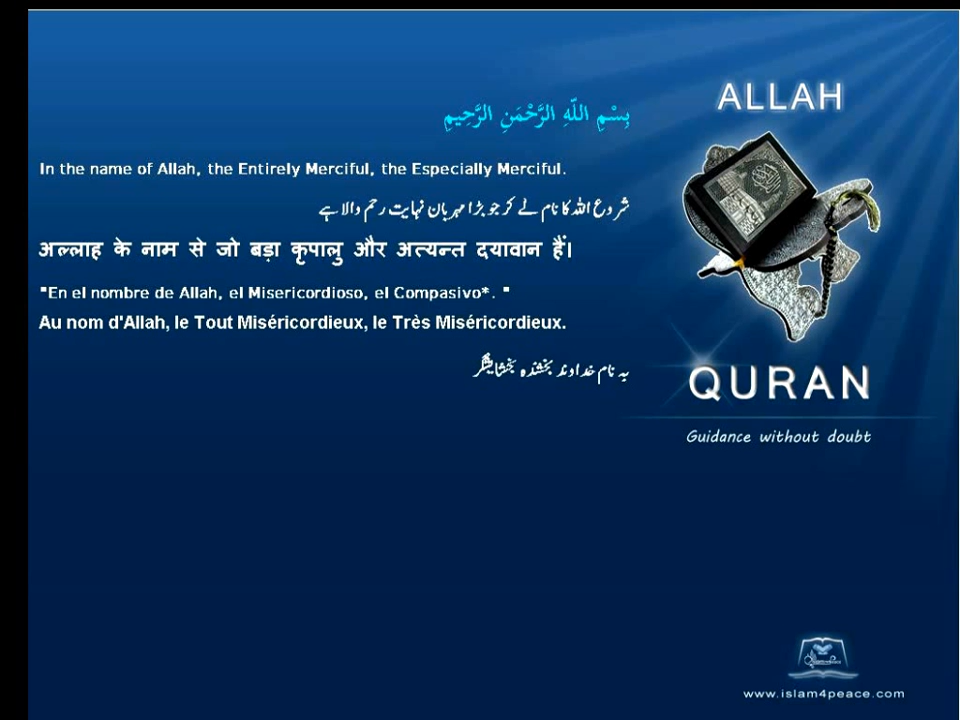 بِسْمِ اللَّهِ الرَّحْمَنِ الرَّحِيمِ
In the name of Allah, the Entirely Merciful, the Especially Merciful.
شروع اللہ کا نام لے کر جو بڑا مہربان نہایت رحم والا ہے
अल्लाह के नाम से जो बड़ा कृपालु और अत्यन्त दयावान हैं।
"En el nombre de Allah, el Misericordioso, el Compasivo*. "
Au nom d'Allah, le Tout Miséricordieux, le Très Miséricordieux.
به نام خداوند بخشنده بخشایشگر
ALLAH
QURAN
Guidance without doubt
www.islam4peace.com